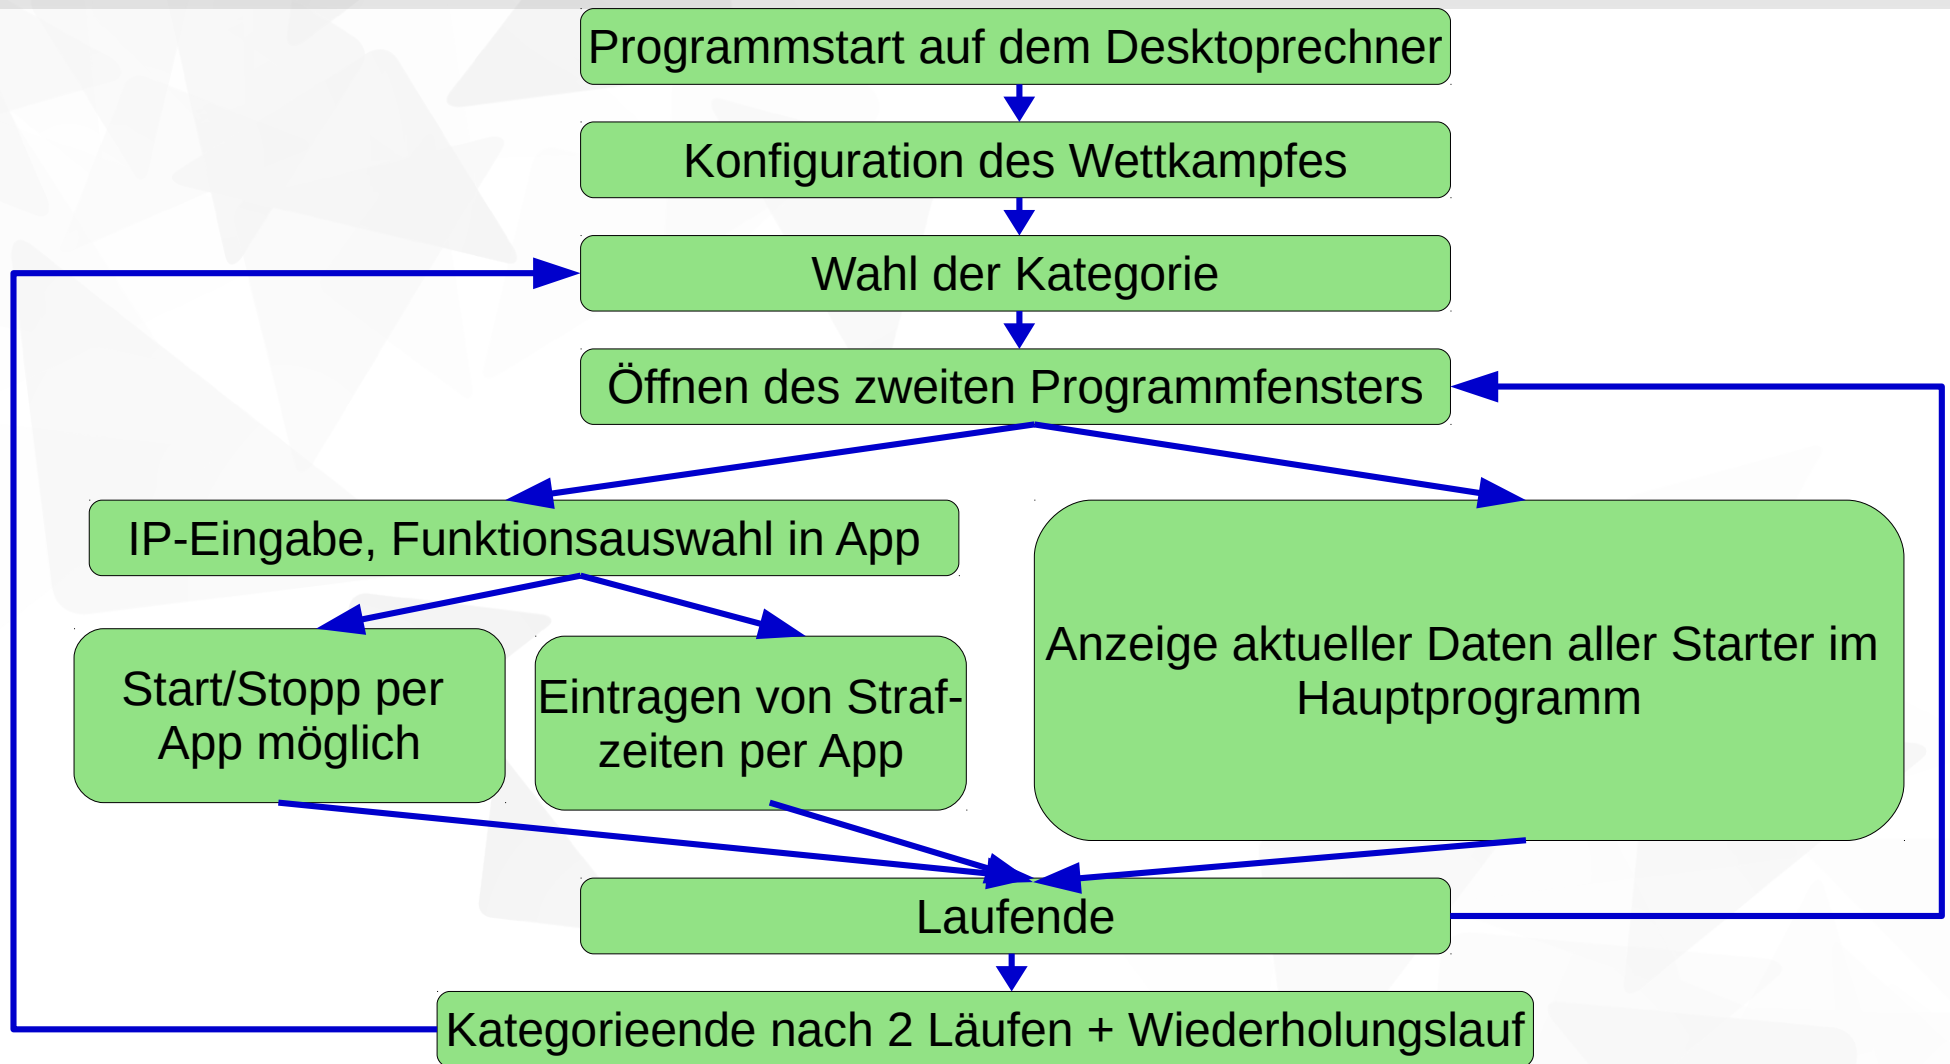 Programmstart auf dem Desktoprechner
Konfiguration des Wettkampfes
Wahl der Kategorie
Öffnen des zweiten Programmfensters
IP-Eingabe, Funktionsauswahl in App
Start/Stopp per
App möglich
Eintragen von Straf-
zeiten per App
Anzeige aktueller Daten aller Starter im
Hauptprogramm
Laufende
Kategorieende nach 2 Läufen + Wiederholungslauf